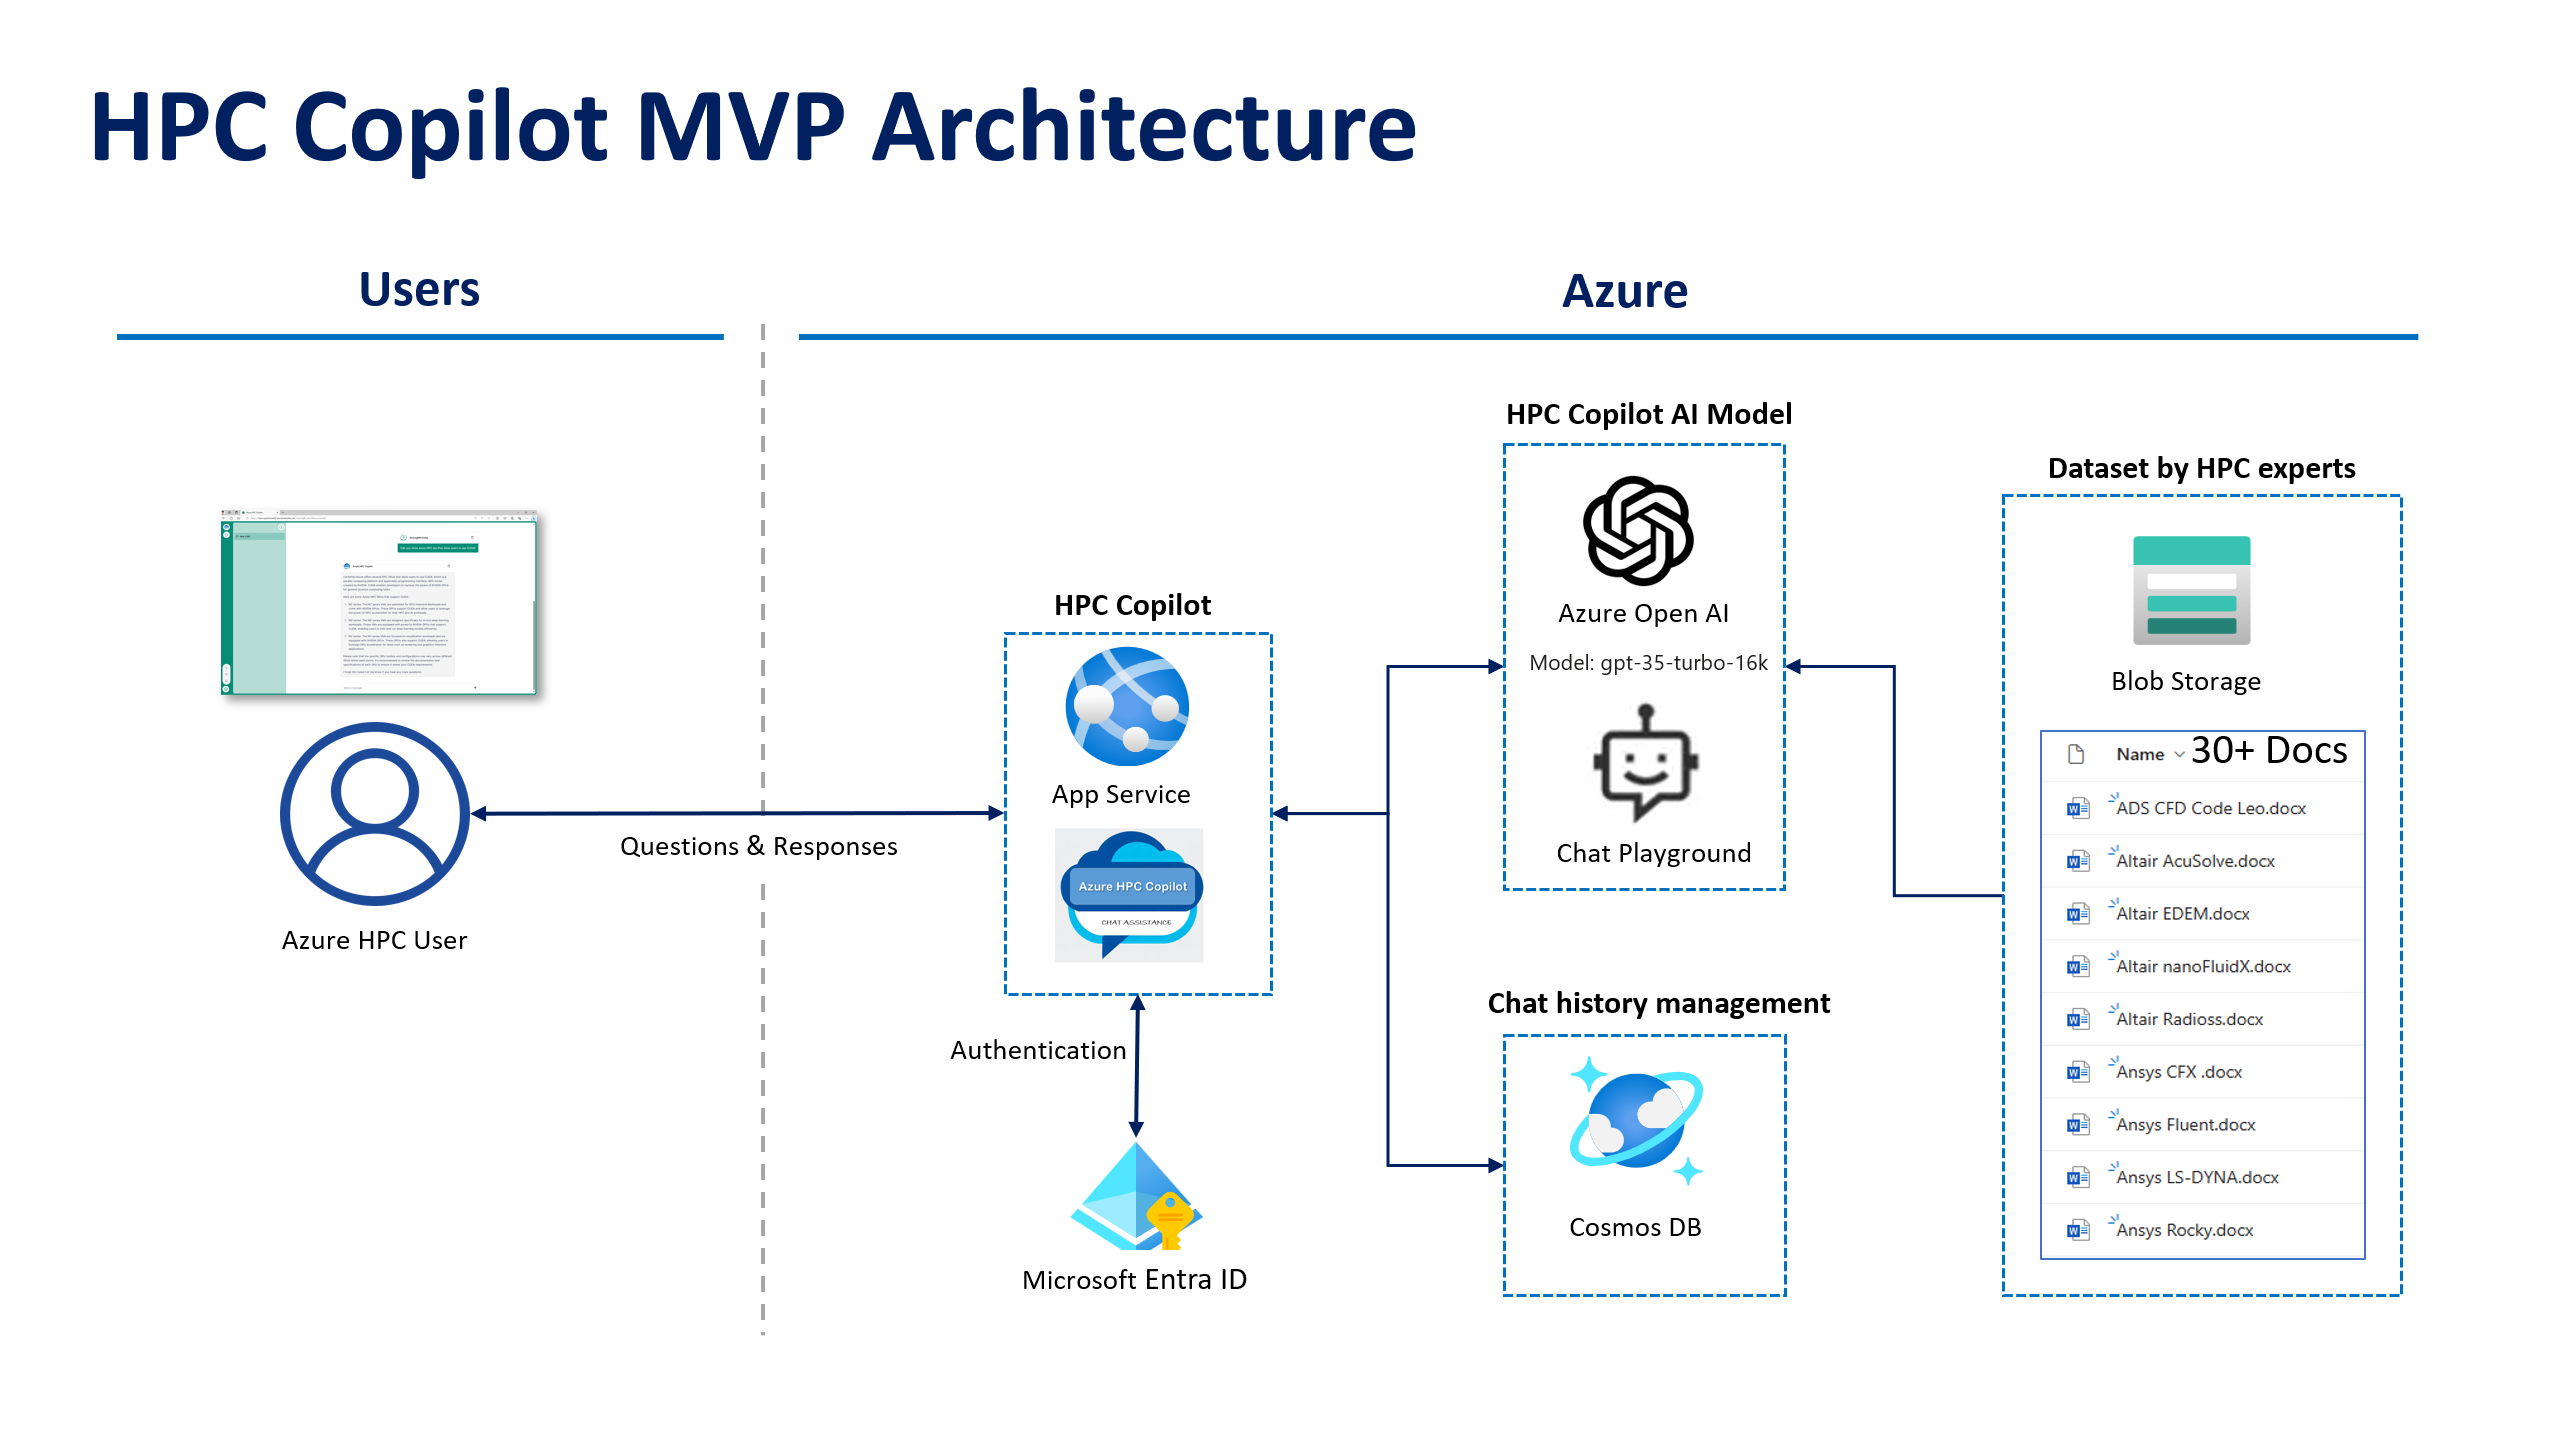 HPC Copilot MVP Architecture
Users
Azure
Azure HPC User
Questions & Responses
HPC Copilot
App Service
Azure HPC Copilot
CHAT ASSISTANCE
Authentication
Microsoft Entra ID
HPC Copilot AI Model
Azure Open AI
Model: gpt-35-turbo-16k
Chat Playground
Chat history management
Cosmos DB
Dataset by HPC experts
Blob Storage
Name 30+ Docs
ADS CFD Code Leo.docx
Altair AcuSolve.docx
Altair EDEM.docx
Altair nanoFluidX.docx
Altair Radioss.docx
Ansys CFX .docx
Ansys Fluent.docx
Ansys LS-DYNA.docx
Ansys Rocky.docx